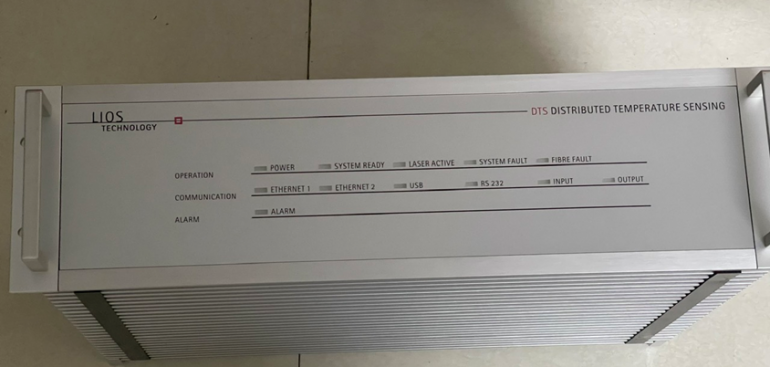 LIOS
TECHNOLOGY
DTS DISTRIBUTED TEMPERATURE SENSING
OPERATION POWER SYSTEM READY LASER ACTIVE SYSTEM FAULT FIBRE FAULT
COMMUNICATION ETHERNET 1 ETHERNET 2 USB RS 232 INPUT OUTPUT
ALARM ALARM